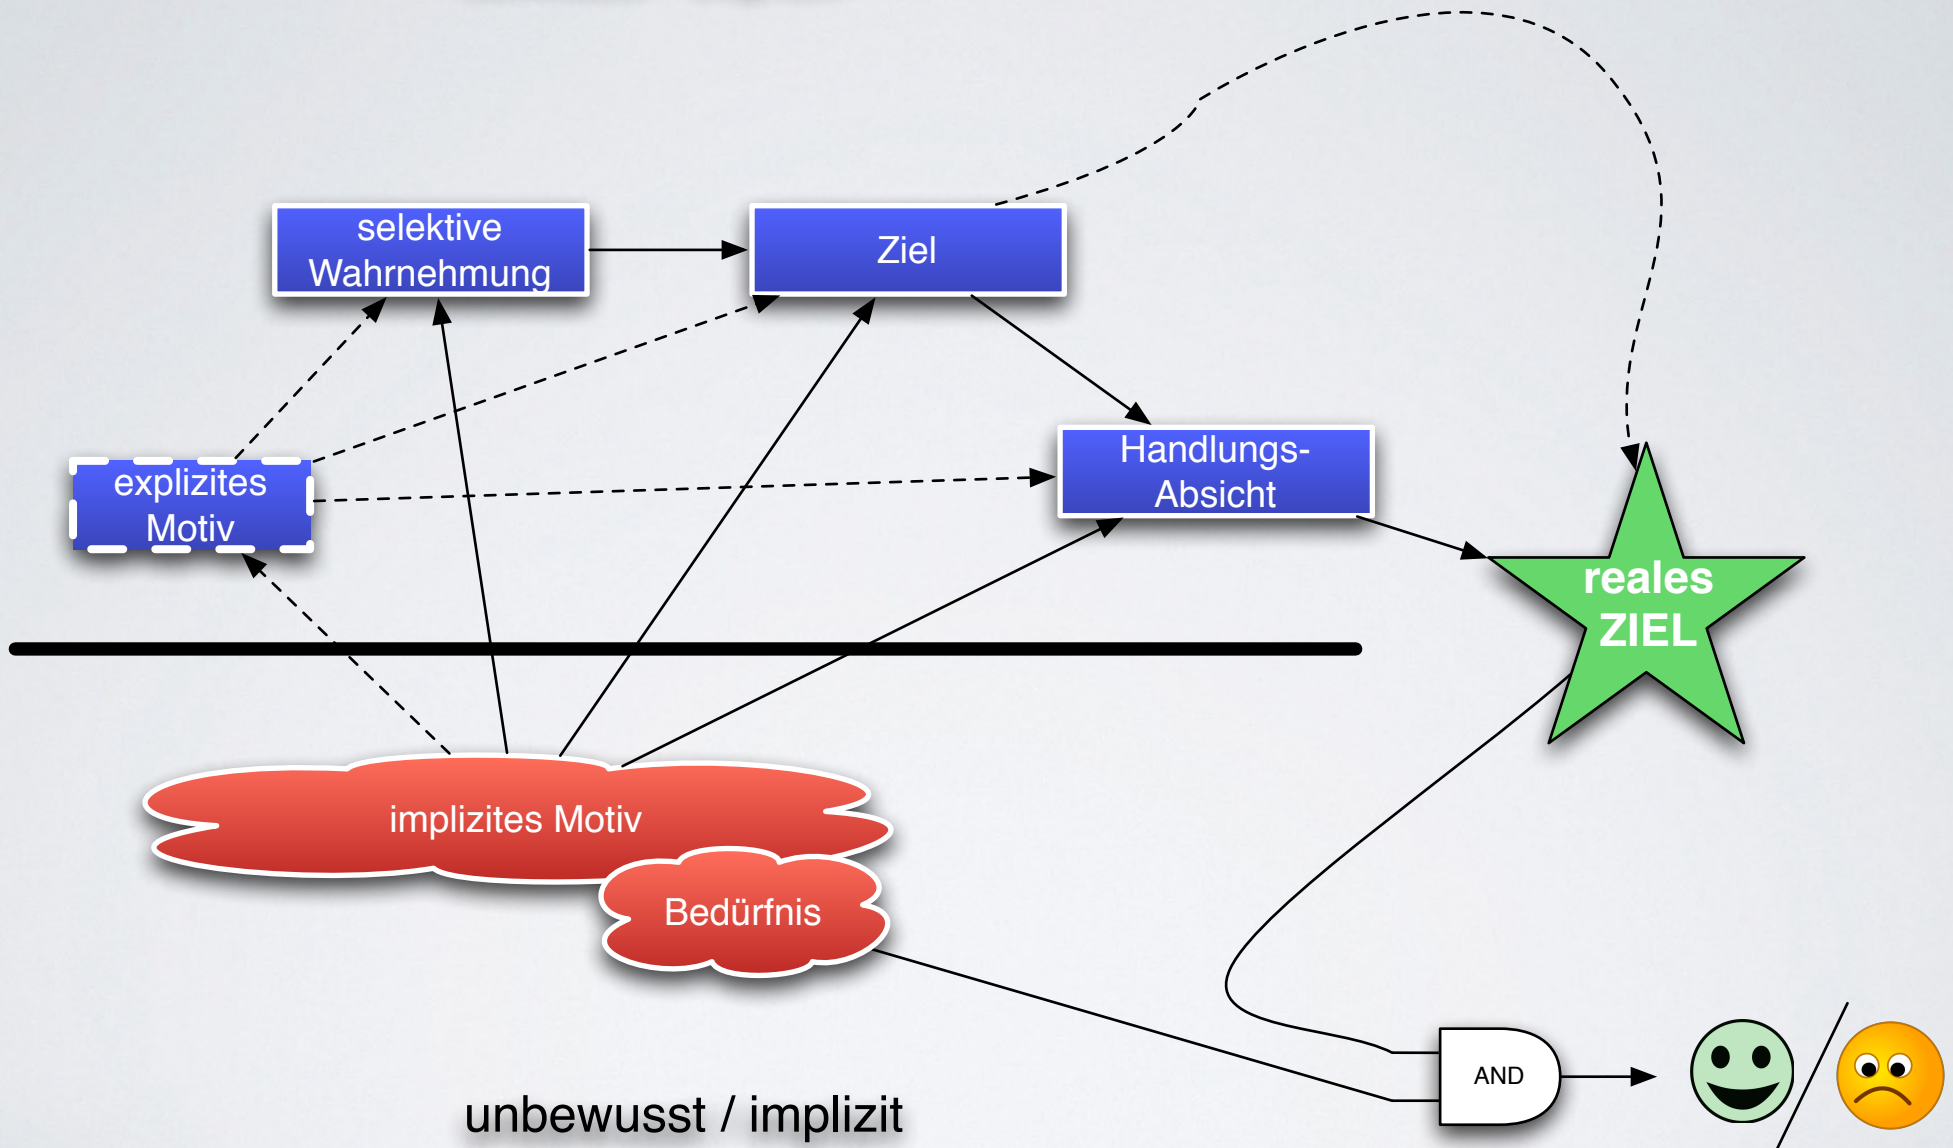 selektive
Wahrnehmung
Ziel
Handlungs-
Absicht
explizites
Motiv
reales
ZIEL
implizites Motiv
Bedürfnis
AND
unbewusst / implizit